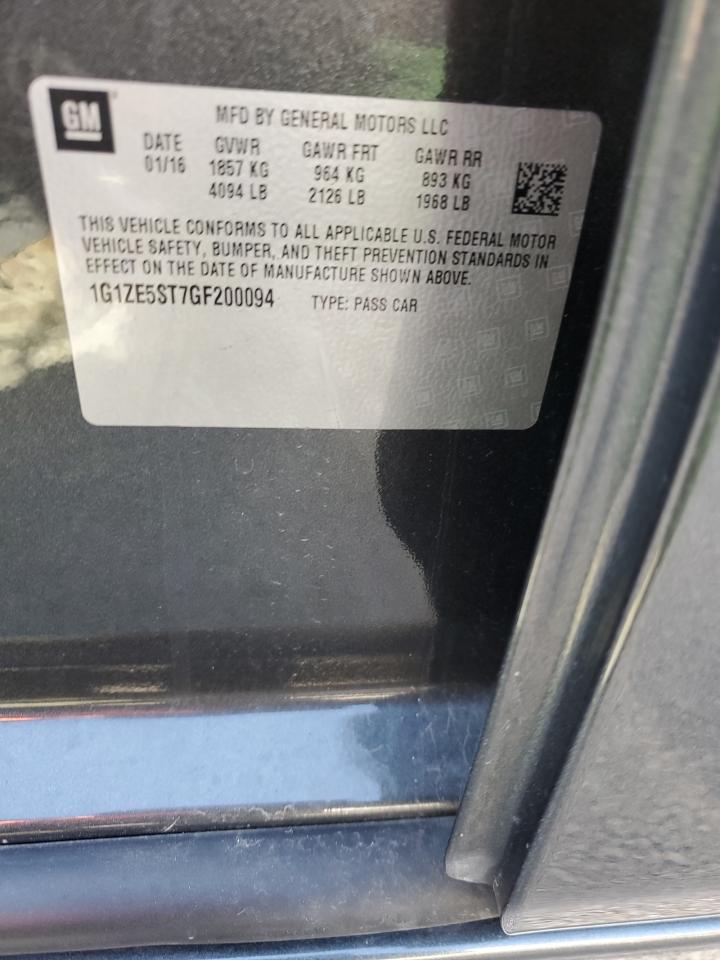 GM
MFD BY GENERAL MOTORS LLC
DATE GVWR GAWR FRT GAWR RR
01/16 1857 KG 964 KG 893 KG
4094 LB 2126 LB 1968 LB
THIS VEHICLE CONFORMS TO ALL APPLICABLE U.S. FEDERAL MOTOR
VEHICLE SAFETY, BUMPER, AND THEFT PREVENTION STANDARDS IN
EFFECT ON THE DATE OF MANUFACTURE SHOWN ABOVE.
1G1ZE5ST7GF200094 TYPE: PASS CAR